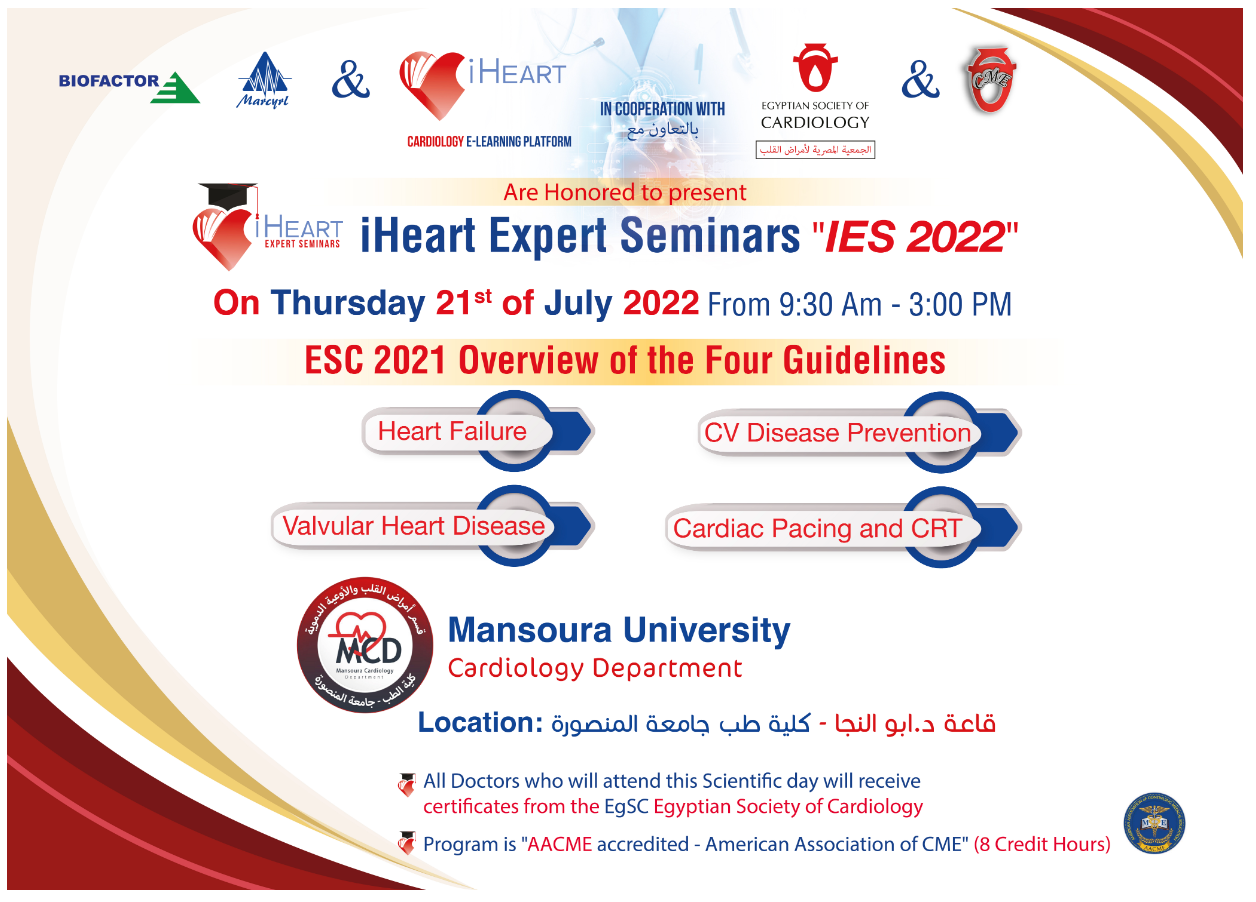 BIOFACTOR
Marcyrl
&
iHEART
CARDIOLOGY E-LEARNING PLATFORM
IN COOPERATION WITH
بالتعاون مع
EGYPTIAN SOCIETY OF
CARDIOLOGY
الجمعية المصرية لأمراض القلب
&
CME
Are Honored to present
iHEART
EXPERT SEMINARS
iHeart Expert Seminars "IES 2022"
On Thursday 21st of July 2022 From 9:30 Am - 3:00 PM
ESC 2021 Overview of the Four Guidelines
Heart Failure
CV Disease Prevention
Valvular Heart Disease
Cardiac Pacing and CRT
قسم أمراض القلب والأوعية الدموية
MCD
Mansoura Cardiology
Department
كلية الطب - جامعة المنصورة
Mansoura University
Cardiology Department
Location: قاعة د.ابو النجا - كلية طب جامعة المنصورة
All Doctors who will attend this Scientific day will receive
certificates from the EgSC Egyptian Society of Cardiology
Program is "AACME accredited - American Association of CME" (8 Credit Hours)
AACME